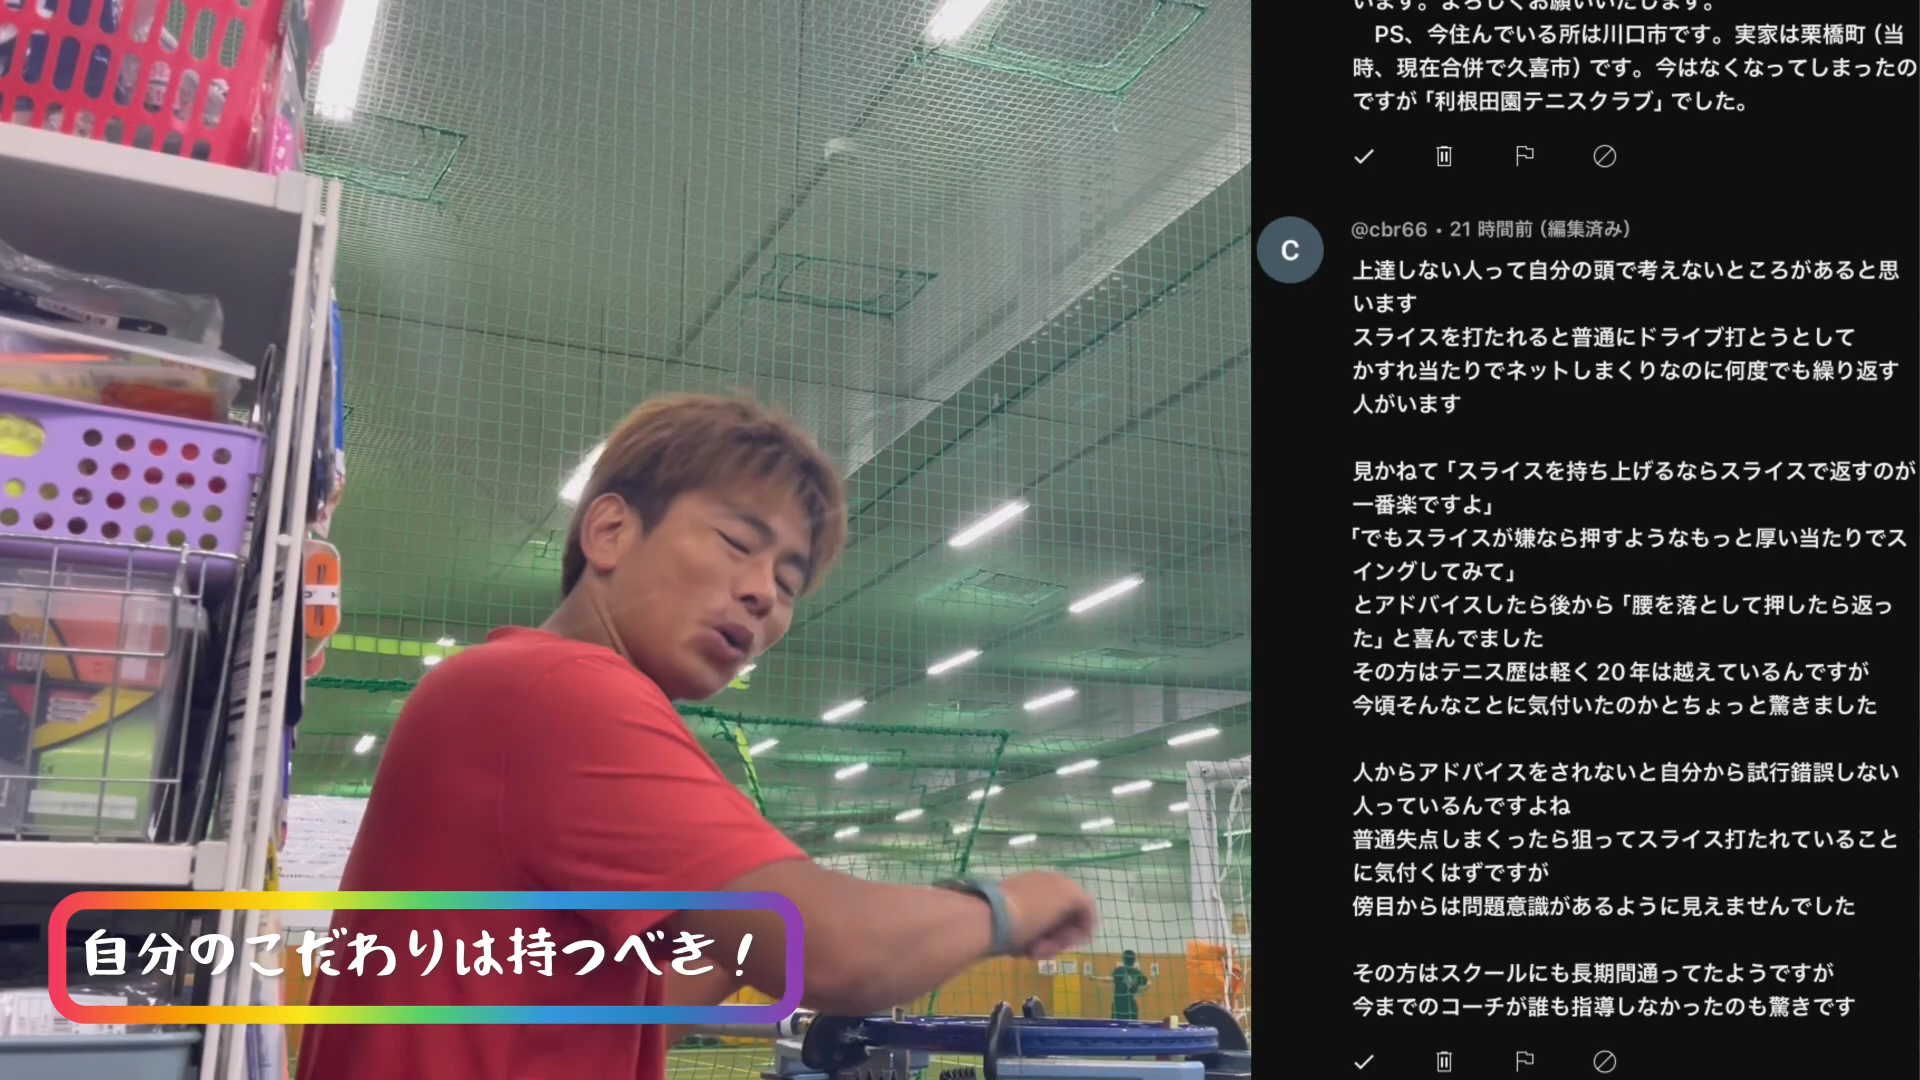 います。よろしくお願いいたします。
PS、今住んでいる所は川口市です。実家は栗橋町（当
時、現在合併で久喜市）です。今はなくなってしまったの
ですが「利根田園テニスクラブ」でした。
C
@cbr66・21 時間前（編集済み）
上達しない人って自分の頭で考えないところがあると思
います
スライスを打たれると普通にドライブ打とうとして
かすれ当たりでネットしまくりなのに何度でも繰り返す
人がいます
見かねて「スライスを持ち上げるならスライスで返すのが
一番楽ですよ」
「でもスライスが嫌なら押すようなもっと厚い当たりでス
イングしてみて」
とアドバイスしたら後から「腰を落として押したら返っ
た」と喜んでました
その方はテニス歴は軽く20年は越えているんですが
今頃そんなことに気付いたのかとちょっと驚きました
人からアドバイスをされないと自分から試行錯誤しない
人っているんですよね
普通失点しまくったら狙ってスライス打たれていること
に気付くはずですが
傍目からは問題意識があるように見えませんでした
その方はスクールにも長期間通ってたようですが
今までのコーチが誰も指導しなかったのも驚きです
自分のこだわりは持つべき！